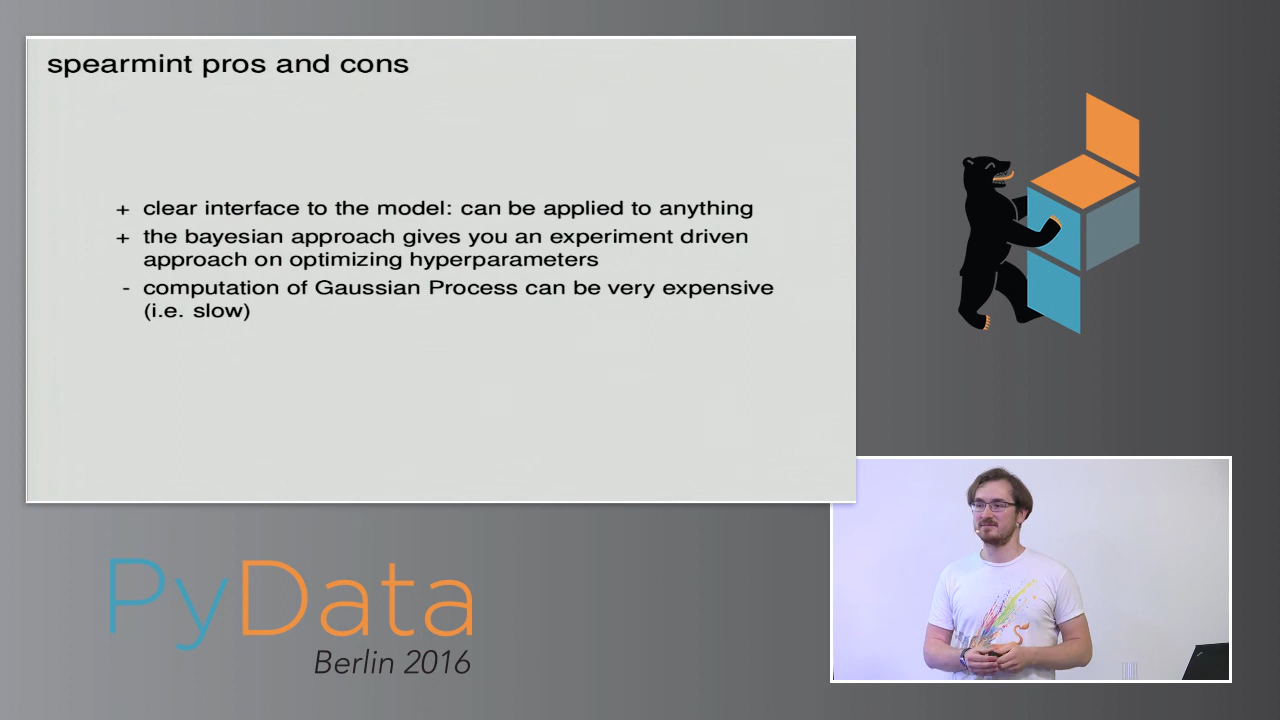 spearmint pros and cons
+ clear interface to the model: can be applied to anything
+ the bayesian approach gives you an experiment driven
approach on optimizing hyperparameters
- computation of Gaussian Process can be very expensive
(i.e. slow)
PyData
Berlin 2016